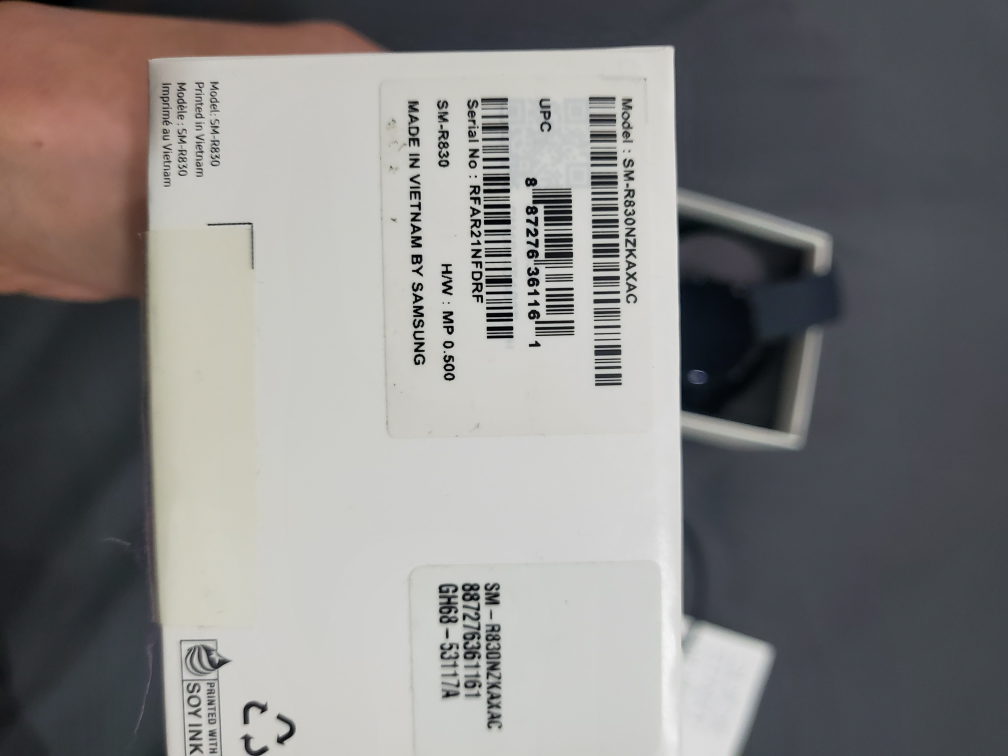 Model : SM-R830NZKAXAC
UPC
8 87276 36116 1
Serial No : RFAR21NFDRF
SM-R830 H/W : MP 0.500
MADE IN VIETNAM BY SAMSUNG
Model: SM-R830
Printed in Vietnam
Modèle : SM-R830
Imprimé au Vietnam
SM-R830NZKAXAC
887276361161
GH68-53117A
PRINTED WITH
SOY INK